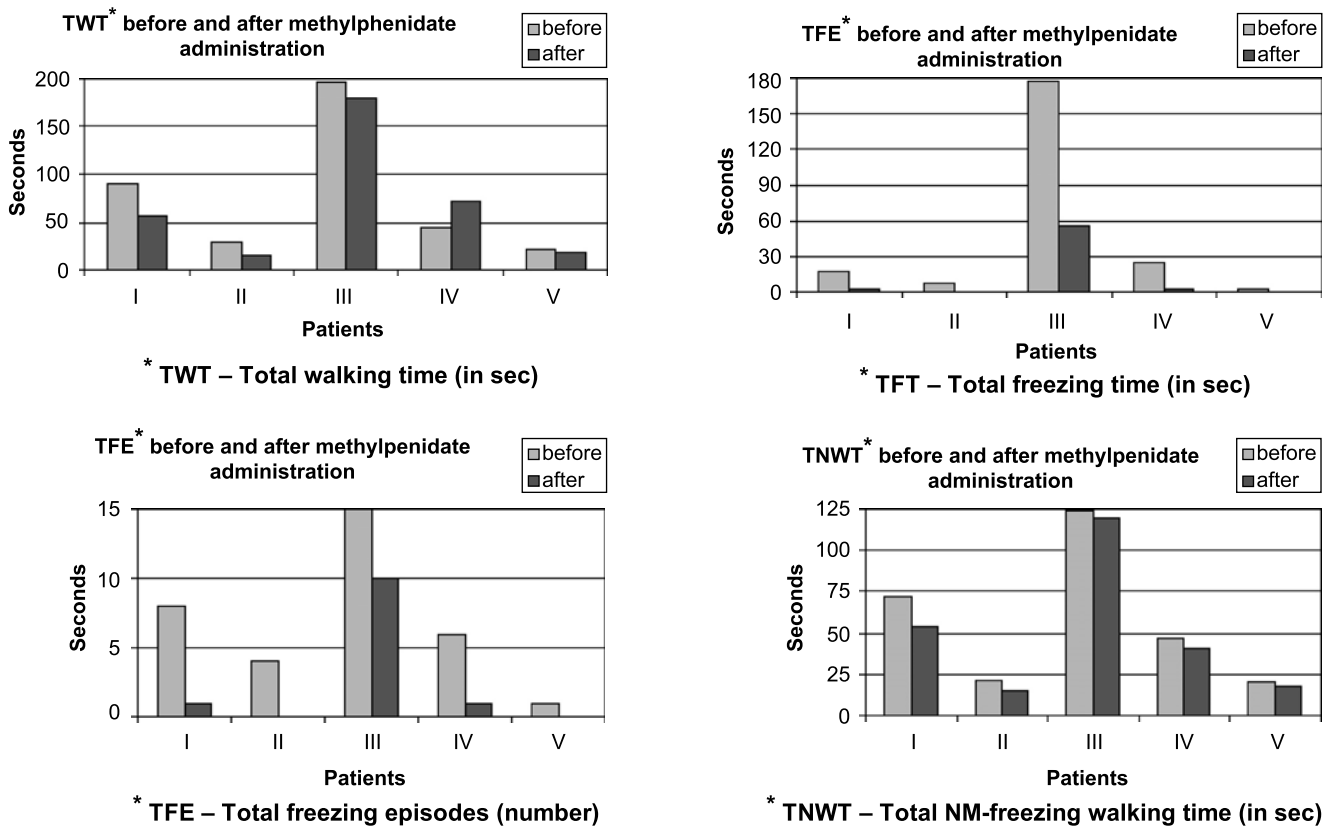 TWT* before and after methylphenidate
administration
before
after
200
150
100
50
0
Seconds
I II III IV V
Patients
* TWT – Total walking time (in sec)
TFE* before and after methylpenidate
administration
before
after
180
150
120
90
60
30
0
Seconds
I II III IV V
Patients
* TFT – Total freezing time (in sec)
TFE* before and after methylpenidate
administration
before
after
15
10
5
0
Seconds
I II III IV V
Patients
* TFE – Total freezing episodes (number)
TNWT* before and after methylpenidate
administration
before
after
125
100
75
50
25
0
Seconds
I II III IV V
Patients
* TNWT – Total NM-freezing walking time (in sec)